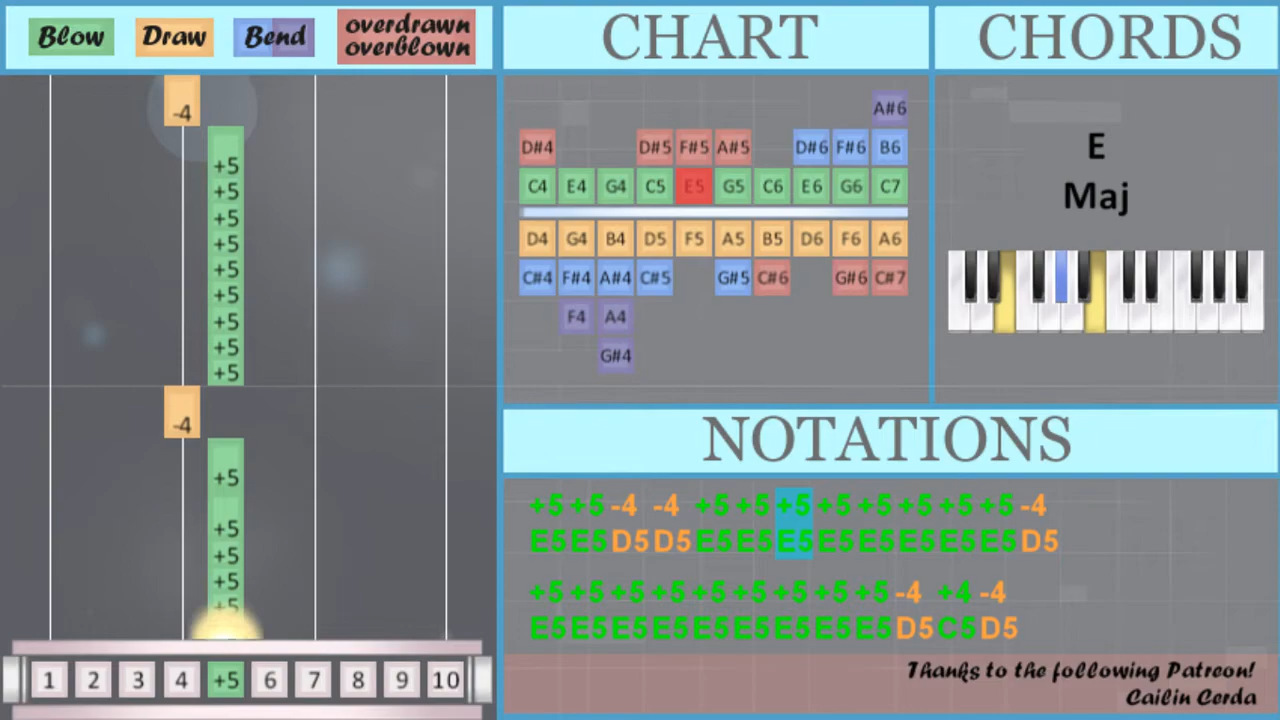 Blow Draw Bend overdrawn
overblown
CHART
CHORDS
-4
+5
+5
+5
+5
+5
+5
+5
+5
+5
-4
+5
+5
+5
+5
+5
1 2 3 4 +5 6 7 8 9 10
A#6
D#4 D#5 F#5 A#5 D#6 F#6 B6
C4 E4 G4 C5 E5 G5 C6 E6 G6 C7
D4 G4 B4 D5 F5 A5 B5 D6 F6 A6
C#4 F#4 A#4 C#5 G#5 C#6 G#6 C#7
F4 A4
G#4
E
Maj
NOTATIONS
+5 +5 -4 -4 +5 +5 +5 +5 +5 +5 +5 +5 -4
E5 E5 D5 D5 E5 E5 E5 E5 E5 E5 E5 E5 D5
+5 +5 +5 +5 +5 +5 +5 +5 +5 -4 +4 -4
E5 E5 E5 E5 E5 E5 E5 E5 E5 D5 C5 D5
Thanks to the following Patreon!
Cailin Cerda